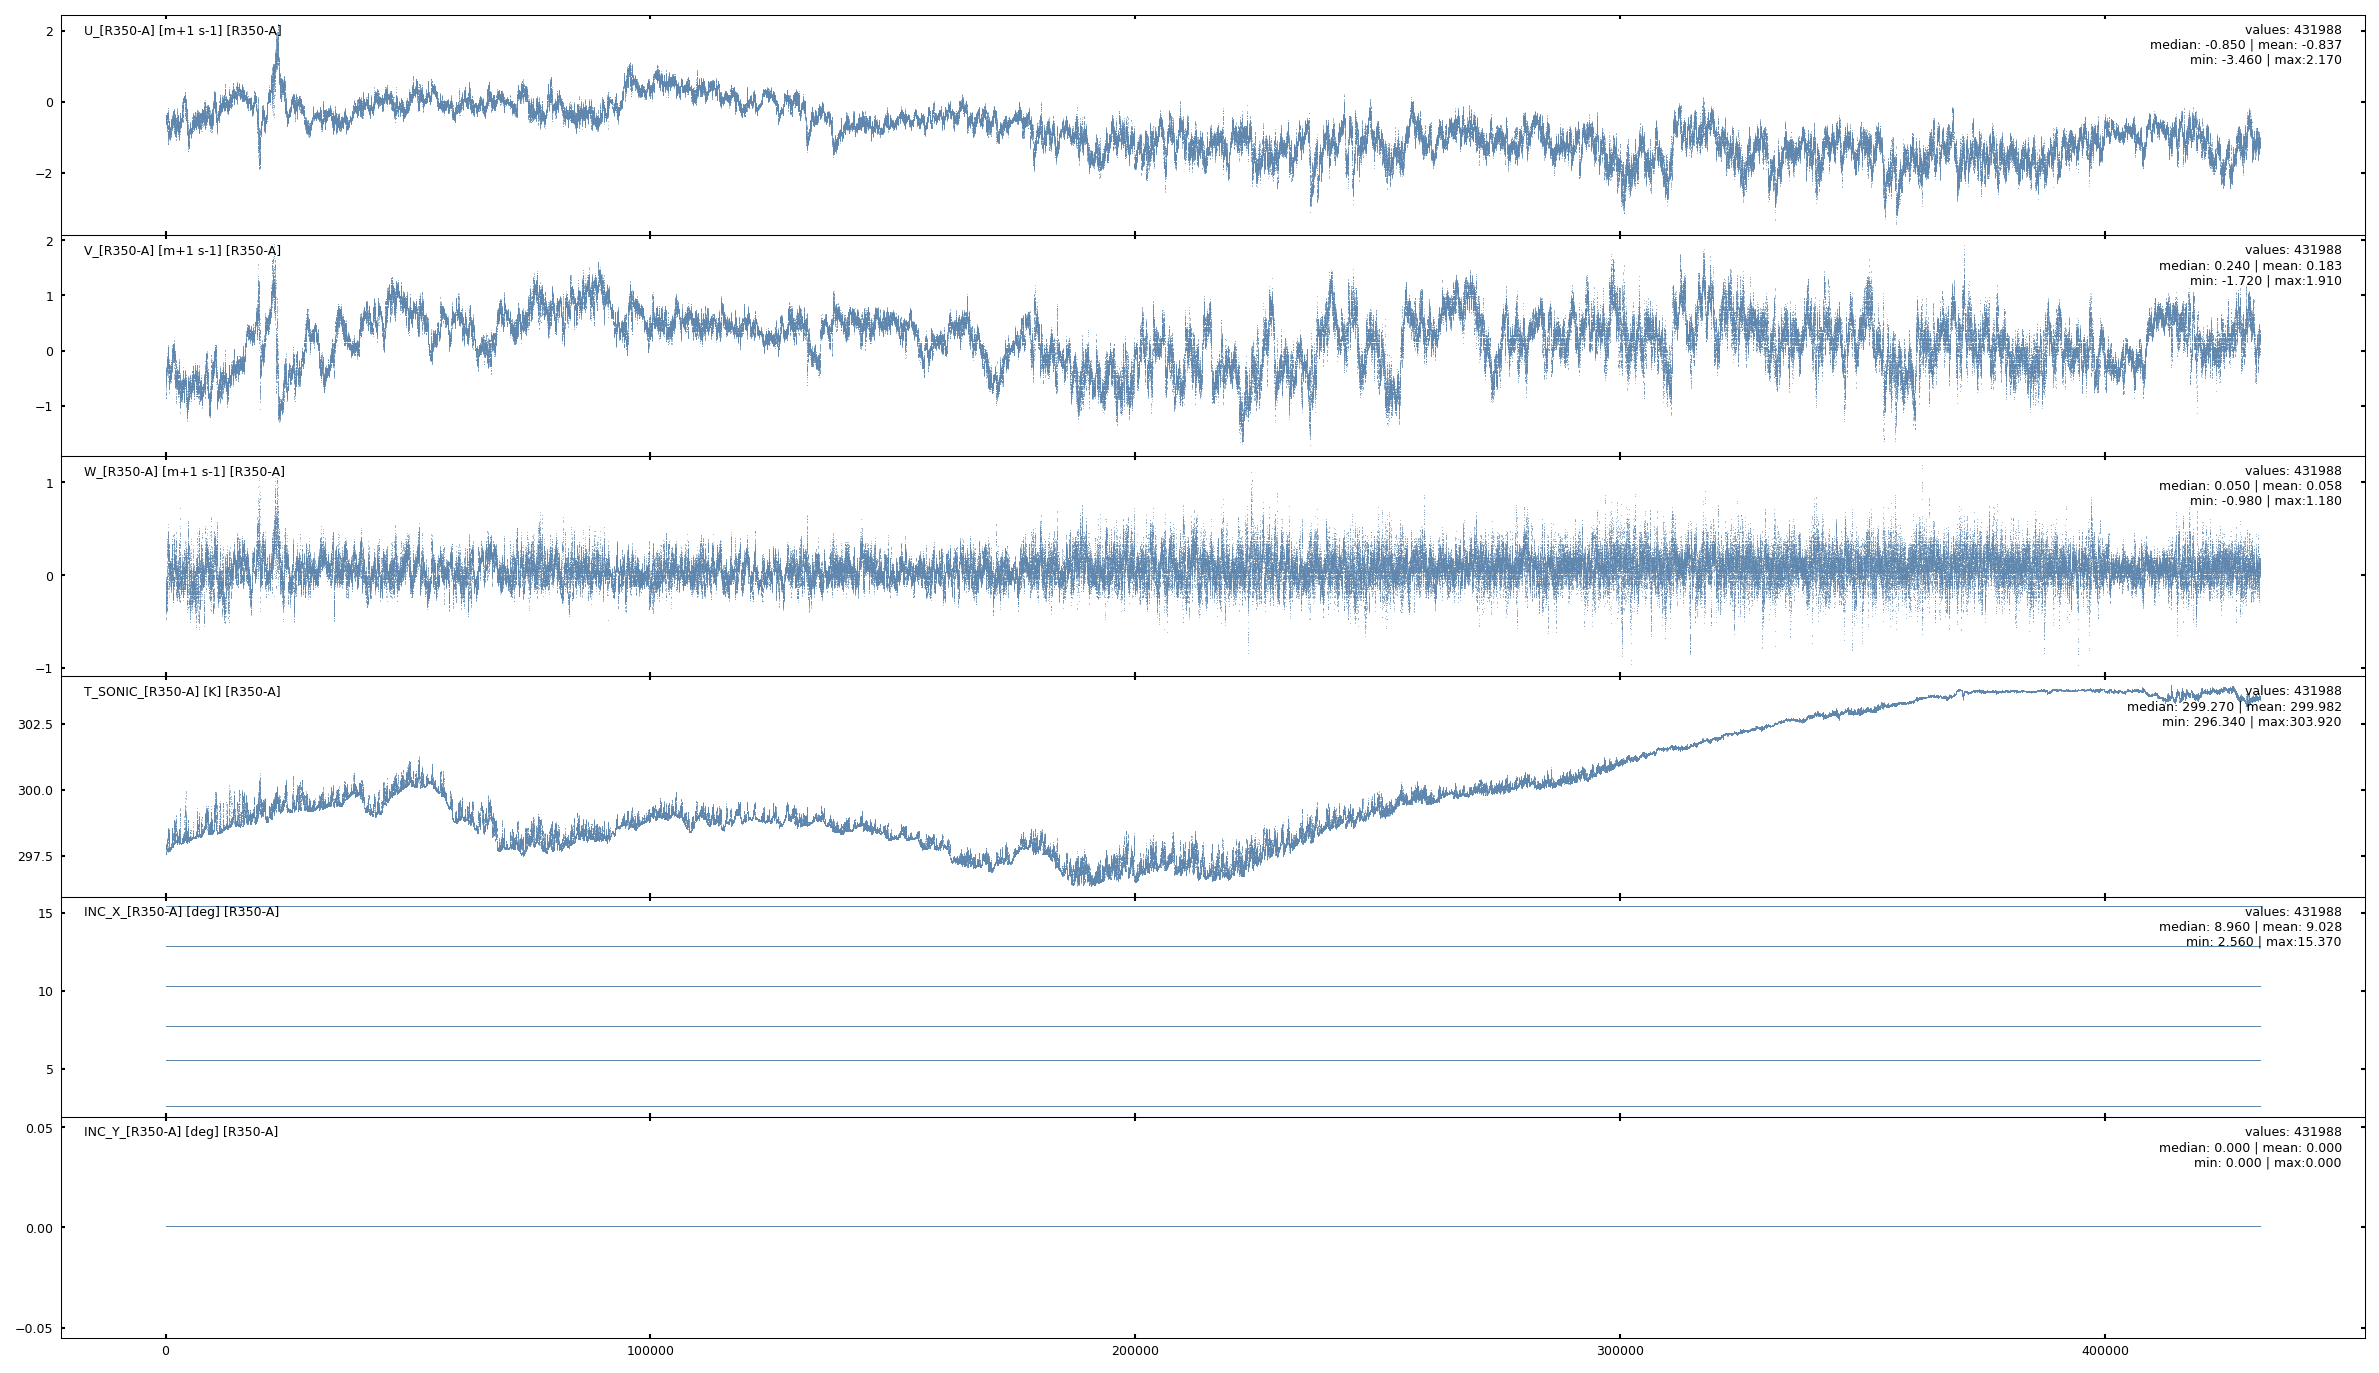 U_[R350-A] [m+1 s-1] [R350-A]
values: 431988
median: -0.850 | mean: -0.837
min: -3.460 | max:2.170
2
0
−2
V_[R350-A] [m+1 s-1] [R350-A]
values: 431988
median: 0.240 | mean: 0.183
min: -1.720 | max:1.910
2
1
0
−1
W_[R350-A] [m+1 s-1] [R350-A]
values: 431988
median: 0.050 | mean: 0.058
min: -0.980 | max:1.180
1
0
−1
T_SONIC_[R350-A] [K] [R350-A]
values: 431988
median: 299.270 | mean: 299.982
min: 296.340 | max:303.920
302.5
300.0
297.5
INC_X_[R350-A] [deg] [R350-A]
values: 431988
median: 8.960 | mean: 9.028
min: 2.560 | max:15.370
15
10
5
INC_Y_[R350-A] [deg] [R350-A]
values: 431988
median: 0.000 | mean: 0.000
min: 0.000 | max:0.000
0.05
0.00
−0.05
0 100000 200000 300000 400000